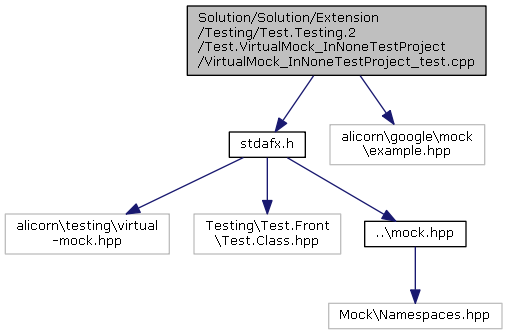 Solution/Solution/Extension
/Testing/Test.Testing.2
/Test.VirtualMock_InNoneTestProject
/VirtualMock_InNoneTestProject_test.cpp
stdafx.h
alicorn\google\mock
\example.hpp
alicorn\testing\virtual
-mock.hpp
Testing\Test.Front
\Test.Class.hpp
..\mock.hpp
Mock\Namespaces.hpp